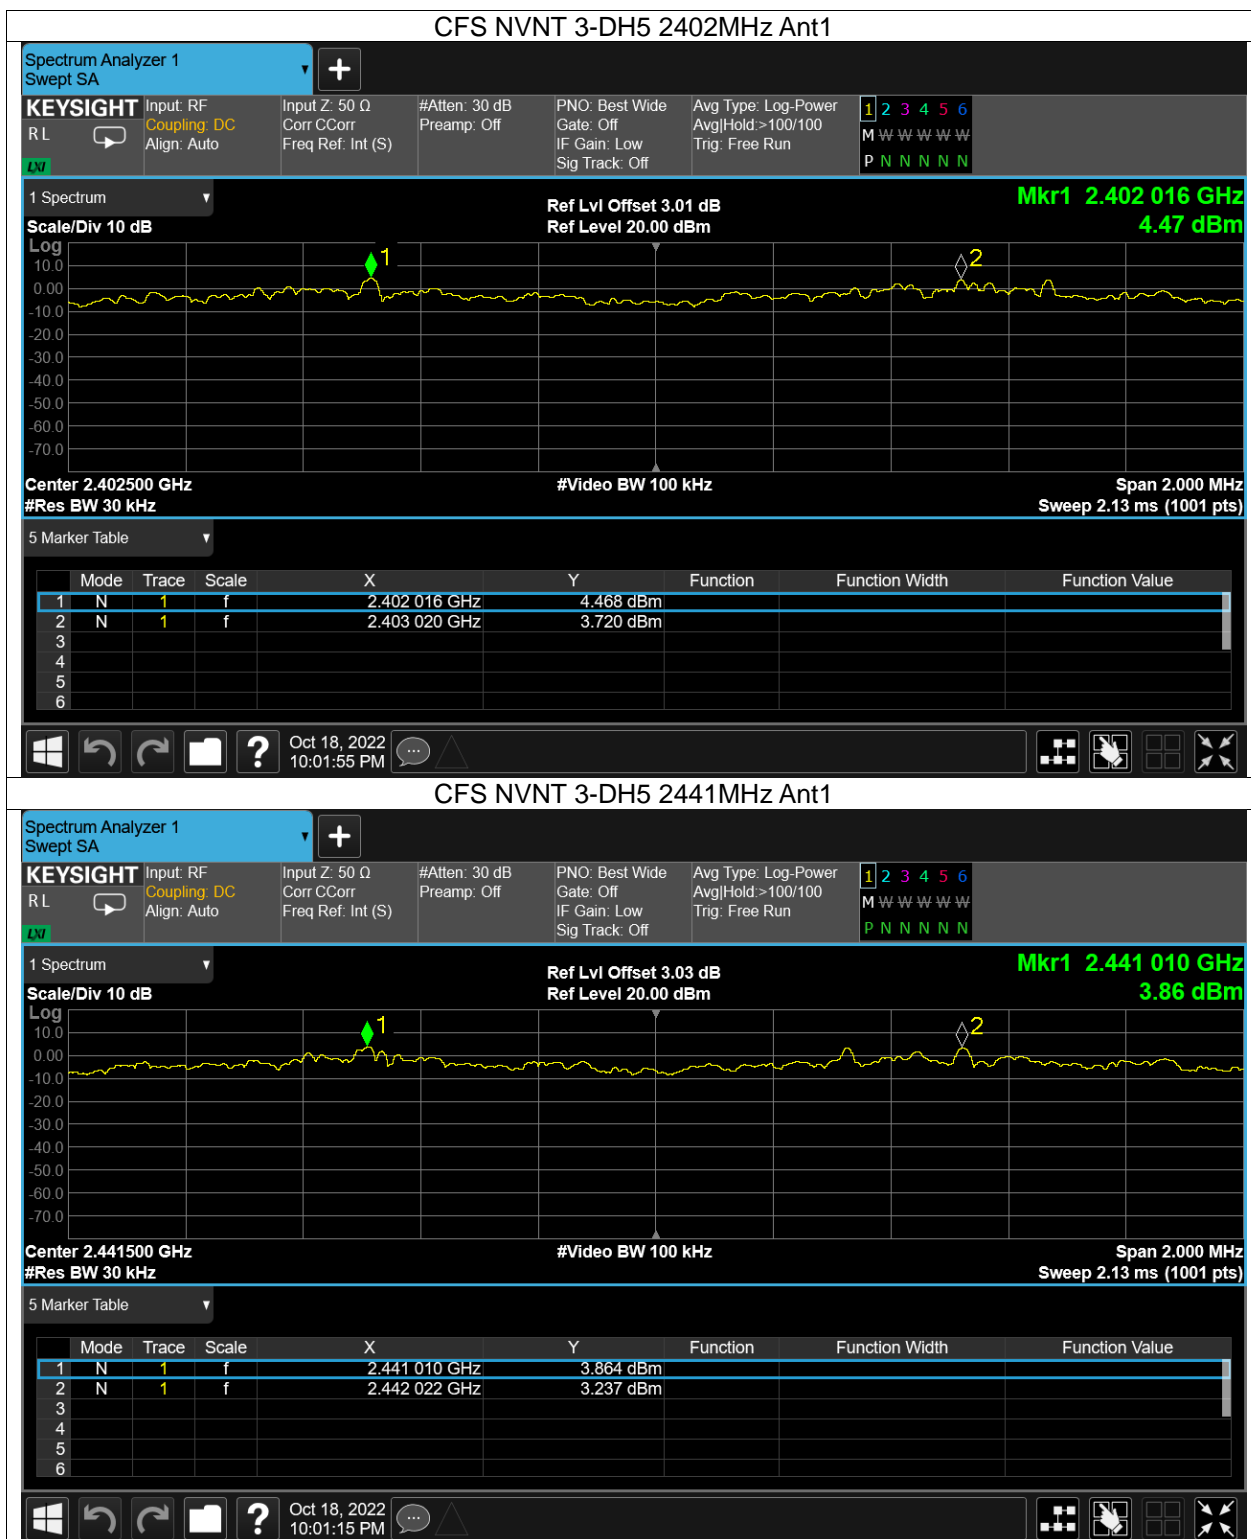 CFS NVNT 3-DH5 2402MHz Ant1
Spectrum Analyzer 1
Swept SA
KEYSIGHT Input: RF Input Z: 50 Ω #Atten: 30 dB PNO: Best Wide Avg Type: Log-Power 1 2 3 4 5 6
R L Coupling: DC Corr CCorr Preamp: Off Gate: Off Avg|Hold:>100/100 M W W W W W
Align: Auto Freq Ref: Int (S) IF Gain: Low Trig: Free Run
LXI Sig Track: Off P N N N N N
1 Spectrum Ref Lvl Offset 3.01 dB Mkr1 2.402 016 GHz
Scale/Div 10 dB Ref Level 20.00 dBm 4.47 dBm
Log
1 2
10.0
0.00
-10.0
-20.0
-30.0
-40.0
-50.0
-60.0
-70.0
Center 2.402500 GHz #Video BW 100 kHz Span 2.000 MHz
#Res BW 30 kHz Sweep 2.13 ms (1001 pts)
5 Marker Table
Mode Trace Scale X Y Function Function Width Function Value
1 N 1 f 2.402 016 GHz 4.468 dBm
2 N 1 f 2.403 020 GHz 3.720 dBm
3
4
5
6
Oct 18, 2022
10:01:55 PM
CFS NVNT 3-DH5 2441MHz Ant1
Spectrum Analyzer 1
Swept SA
KEYSIGHT Input: RF Input Z: 50 Ω #Atten: 30 dB PNO: Best Wide Avg Type: Log-Power 1 2 3 4 5 6
R L Coupling: DC Corr CCorr Preamp: Off Gate: Off Avg|Hold:>100/100 M W W W W W
Align: Auto Freq Ref: Int (S) IF Gain: Low Trig: Free Run
LXI Sig Track: Off P N N N N N
1 Spectrum Ref Lvl Offset 3.03 dB Mkr1 2.441 010 GHz
Scale/Div 10 dB Ref Level 20.00 dBm 3.86 dBm
Log
1 2
10.0
0.00
-10.0
-20.0
-30.0
-40.0
-50.0
-60.0
-70.0
Center 2.441500 GHz #Video BW 100 kHz Span 2.000 MHz
#Res BW 30 kHz Sweep 2.13 ms (1001 pts)
5 Marker Table
Mode Trace Scale X Y Function Function Width Function Value
1 N 1 f 2.441 010 GHz 3.864 dBm
2 N 1 f 2.442 022 GHz 3.237 dBm
3
4
5
6
Oct 18, 2022
10:01:15 PM